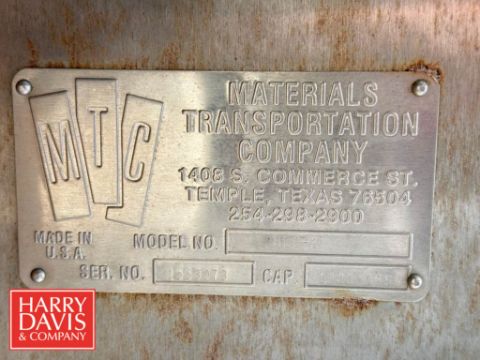 MTC
MATERIALS
TRANSPORTATION
COMPANY
1408 S. COMMERCE ST.
TEMPLE, TEXAS 76504
254-298-2900
MADE IN
U.S.A.
MODEL NO.
SER. NO.
CAP.
HARRY
DAVIS
& COMPANY